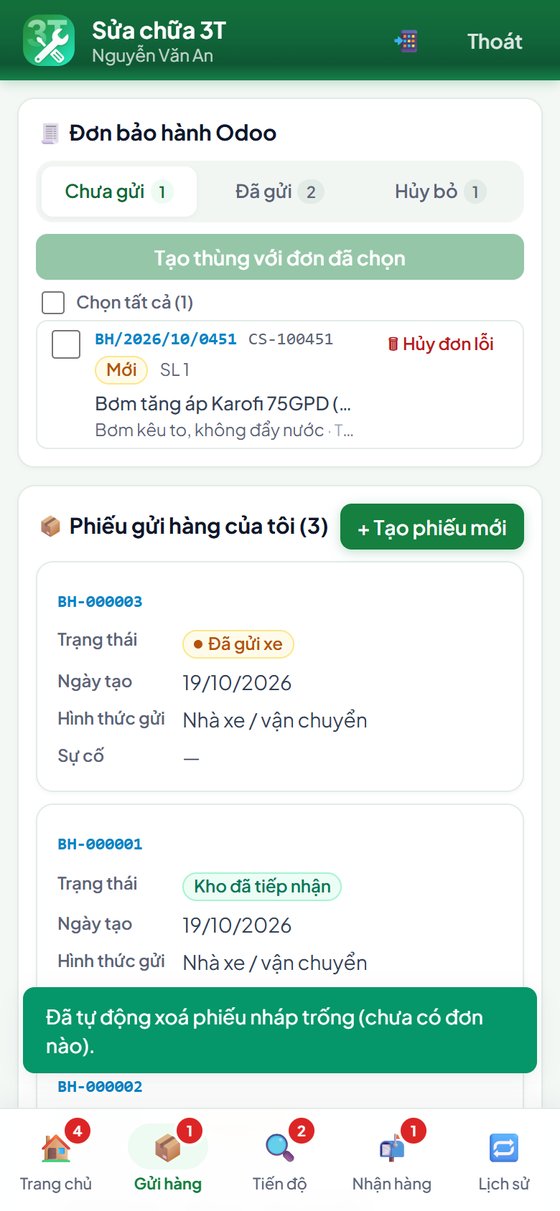 3T
Sửa chữa 3T
Nguyễn Văn An
Thoát
Đơn bảo hành Odoo
Chưa gửi 1
Đã gửi 2
Hủy bỏ 1
Tạo thùng với đơn đã chọn
Chọn tất cả (1)
BH/2026/10/0451 CS-100451
Hủy đơn lỗi
Mới SL 1
Bơm tăng áp Karofi 75GPD (...
Bơm kêu to, không đẩy nước · T...
Phiếu gửi hàng của tôi (3)
+ Tạo phiếu mới
BH-000003
Trạng thái Đã gửi xe
Ngày tạo 19/10/2026
Hình thức gửi Nhà xe / vận chuyển
Sự cố —
BH-000001
Trạng thái Kho đã tiếp nhận
Ngày tạo 19/10/2026
Hình thức gửi Nhà xe / vận chuyển
Đã tự động xoá phiếu nháp trống (chưa có đơn
nào).
BH-000002
4 1 2 1
Trang chủ Gửi hàng Tiến độ Nhận hàng Lịch sử